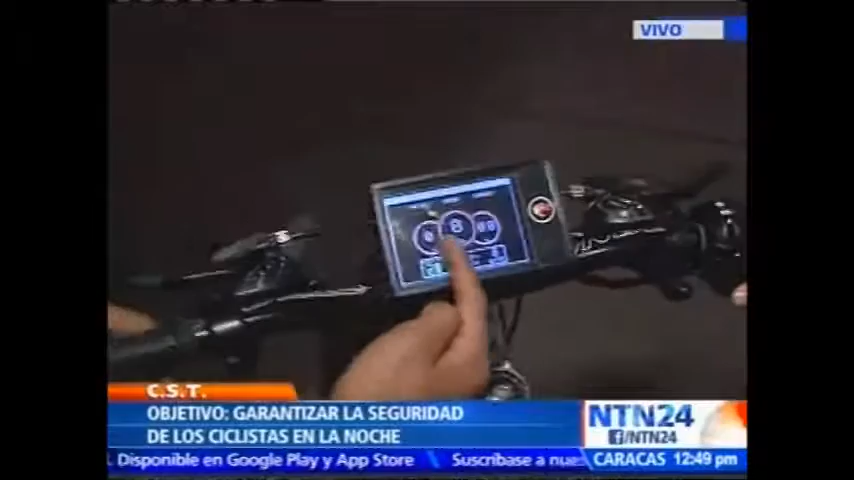 VIVO
C.S.T.
OBJETIVO: GARANTIZAR LA SEGURIDAD
DE LOS CICLISTAS EN LA NOCHE
NTN24
/NTN24
Disponible en Google Play y App Store
Suscríbase a nues
CARACAS 12:49 pm